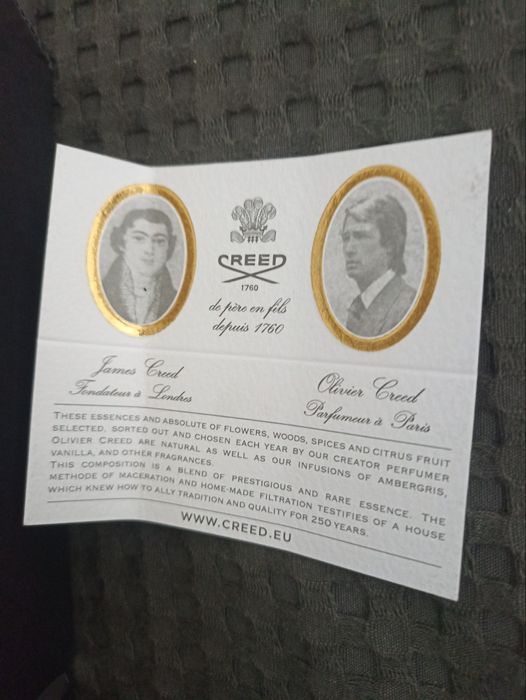 CREED
1760
de père en fils
depuis 1760
James Creed
Fondateur à Londres
Olivier Creed
Parfumeur à Paris
THESE ESSENCES AND ABSOLUTE OF FLOWERS, WOODS, SPICES AND CITRUS FRUIT
SELECTED. SORTED OUT AND CHOSEN EACH YEAR BY OUR CREATOR PERFUMER
OLIVIER CREED ARE NATURAL AS WELL AS OUR INFUSIONS OF AMBERGRIS,
VANILLA, AND OTHER FRAGRANCES.
THIS COMPOSITION IS A BLEND OF PRESTIGIOUS AND RARE ESSENCE. THE
METHODE OF MACERATION AND HOME-MADE FILTRATION TESTIFIES OF A HOUSE
WHICH KNEW HOW TO ALLY TRADITION AND QUALITY FOR 250 YEARS.
WWW.CREED.EU